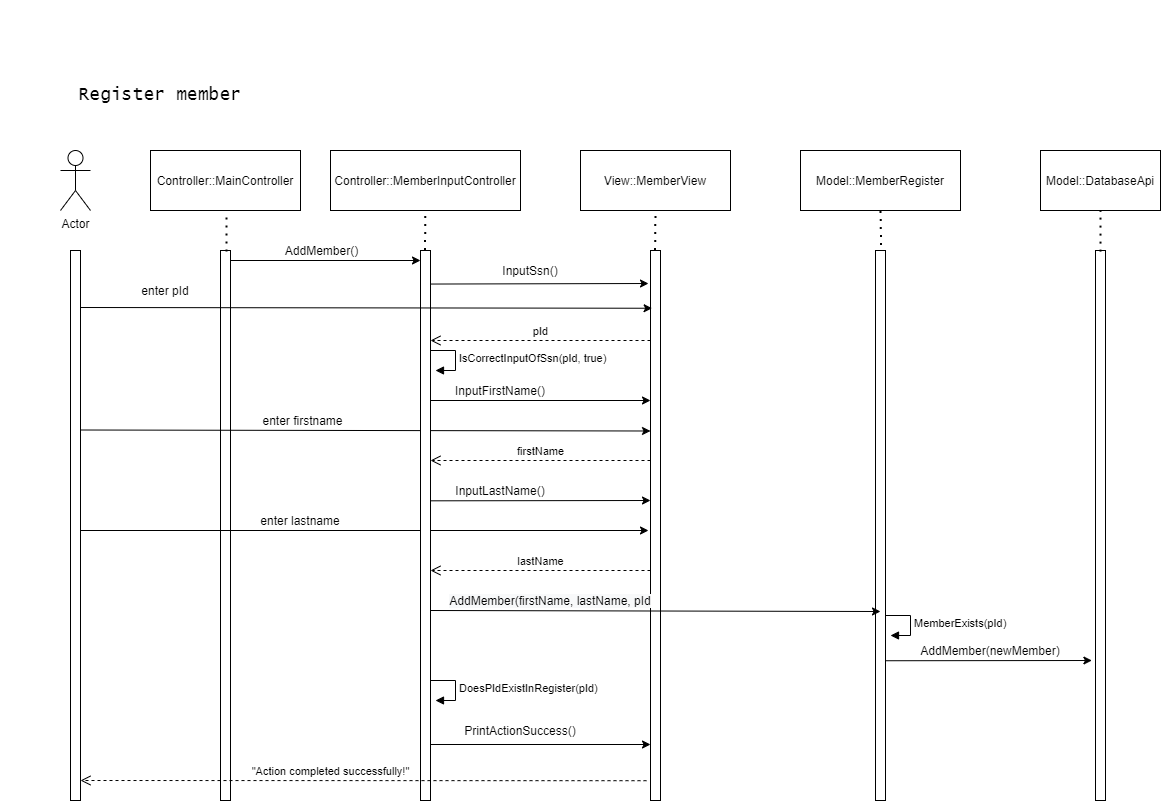 Register member
Actor
Controller::MainController
Controller::MemberInputController
View::MemberView
Model::MemberRegister
Model::DatabaseApi
AddMember()
InputSsn()
enter pId
pId
IsCorrectInputOfSsn(pId, true)
InputFirstName()
enter firstname
firstName
InputLastName()
enter lastname
lastName
AddMember(firstName, lastName, pId
MemberExists(pId)
AddMember(newMember)
DoesPIdExistInRegister(pId)
PrintActionSuccess()
"Action completed successfully!"